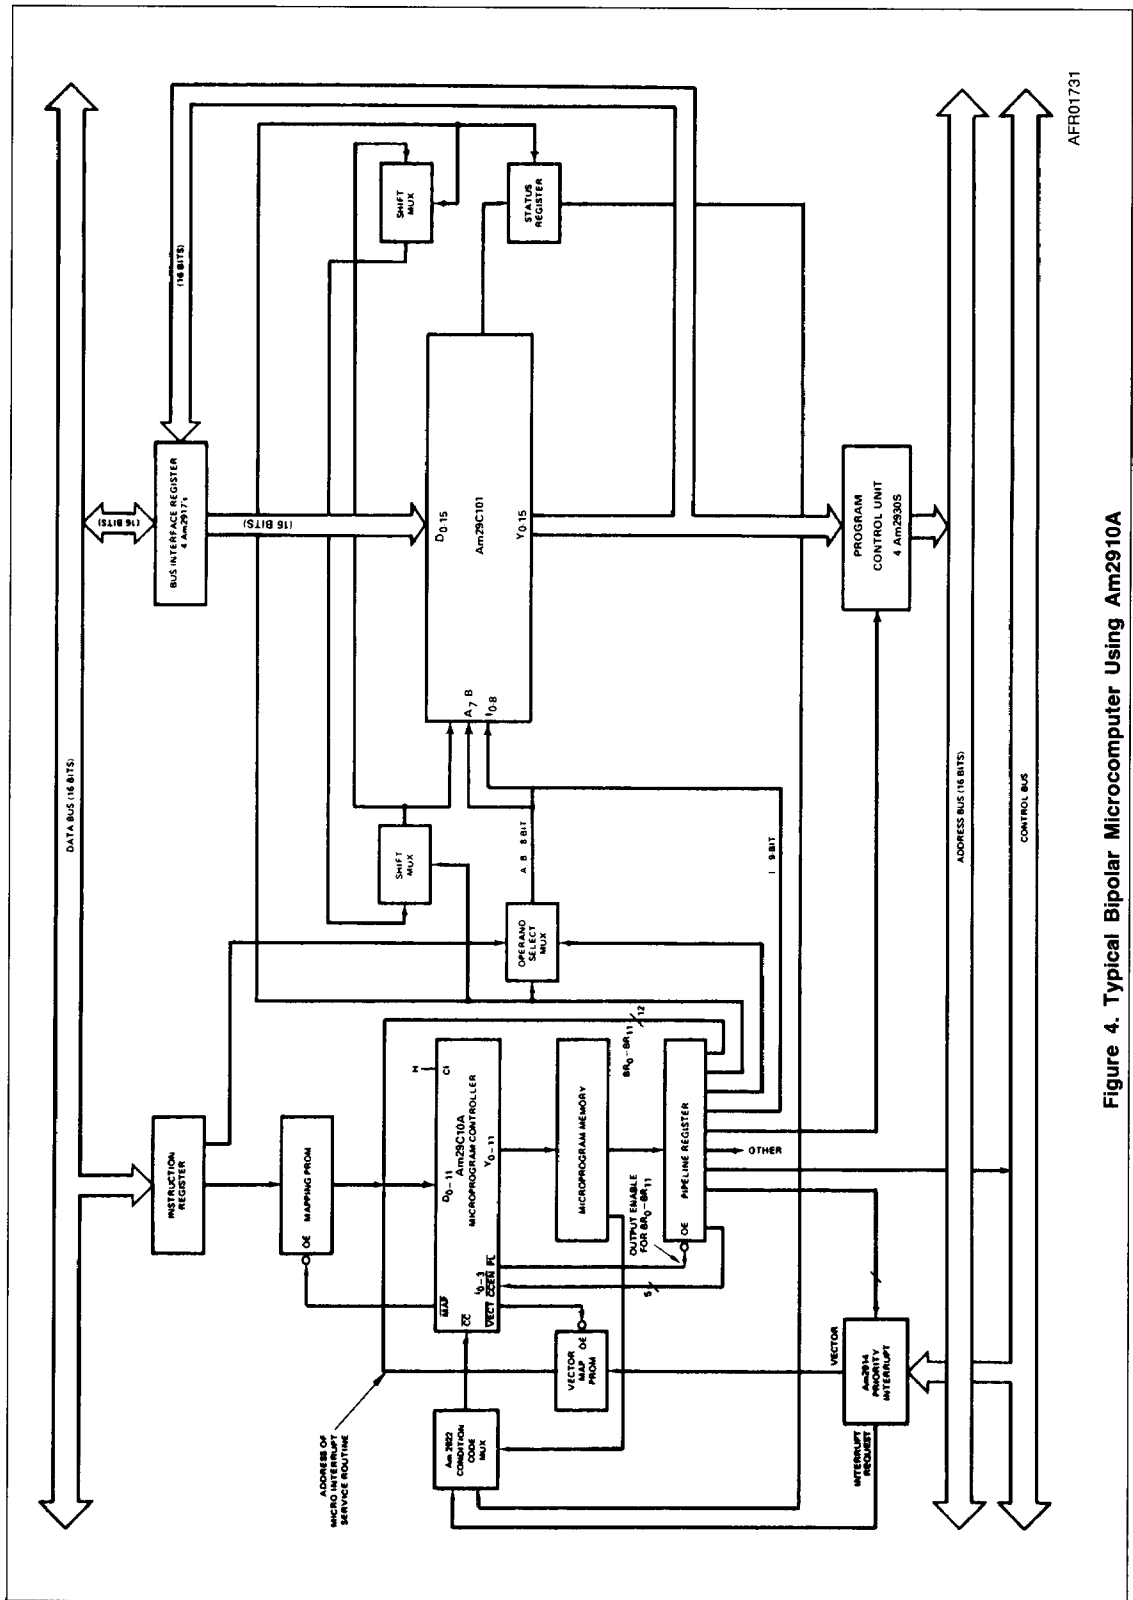 DATA BUS (16 BITS)
(16 BITS)
(16 BITS)
BUS INTERFACE REGISTER
4 Am2917's
(16 BITS)
INSTRUCTION
REGISTER
OE MAPPING PROM
SHIFT
MUX
SHIFT
MUX
STATUS
REGISTER
D0-15
Am29C101
Y0-15
A, B
I0-8
A B 8 BIT
I 9 BIT
OPERAND
SELECT
MUX
H
CI
D0-11
Am29C10A
MICROPROGRAM CONTROLLER
Y0-11
MAP
CC
I0-3
VECT CCEN PL
MICROPROGRAM MEMORY
BR0-BR11
12
OUTPUT ENABLE
FOR BR0-BR11
OE PIPELINE REGISTER
5
OTHER
ADDRESS OF
MICRO INTERRUPT
SERVICE ROUTINE
Am 2922
CONDITION
CODE
MUX
VECTOR
MAP OE
PROM
VECTOR
Am2914
PRIORITY
INTERRUPT
INTERRUPT
REQUEST
PROGRAM
CONTROL UNIT
4 Am2930S
ADDRESS BUS (16 BITS)
CONTROL BUS
AFR01731
Figure 4. Typical Bipolar Microcomputer Using Am2910A